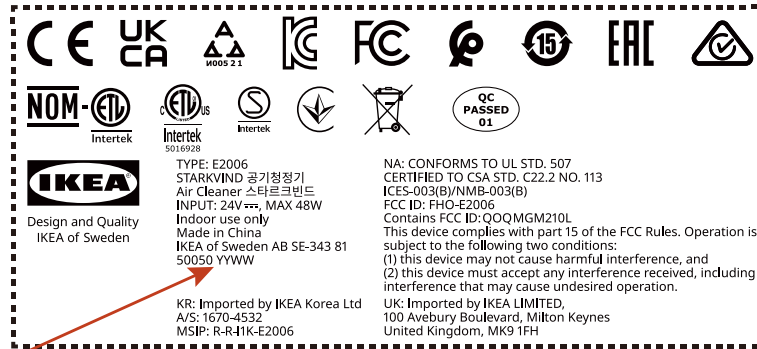 CE UK CA И005 21 KC FC 15 EAC
NOM-ETL c ETL US S
Intertek Intertek Intertek
5016928
QC
PASSED
01
IKEA
Design and Quality
IKEA of Sweden
TYPE: E2006
STARKVIND 공기청정기
Air Cleaner 스타르크빈드
INPUT: 24V⎓, MAX 48W
Indoor use only
Made in China
IKEA of Sweden AB SE-343 81
50050 YYWW
KR: Imported by IKEA Korea Ltd
A/S: 1670-4532
MSIP: R-R-I1K-E2006
NA: CONFORMS TO UL STD. 507
CERTIFIED TO CSA STD. C22.2 NO. 113
ICES-003(B)/NMB-003(B)
FCC ID: FHO-E2006
Contains FCC ID:QOQMGM210L
This device complies with part 15 of the FCC Rules. Operation is
subject to the following two conditions:
(1) this device may not cause harmful interference, and
(2) this device must accept any interference received, including
interference that may cause undesired operation.
UK: Imported by IKEA LIMITED,
100 Avebury Boulevard, Milton Keynes
United Kingdom, MK9 1FH